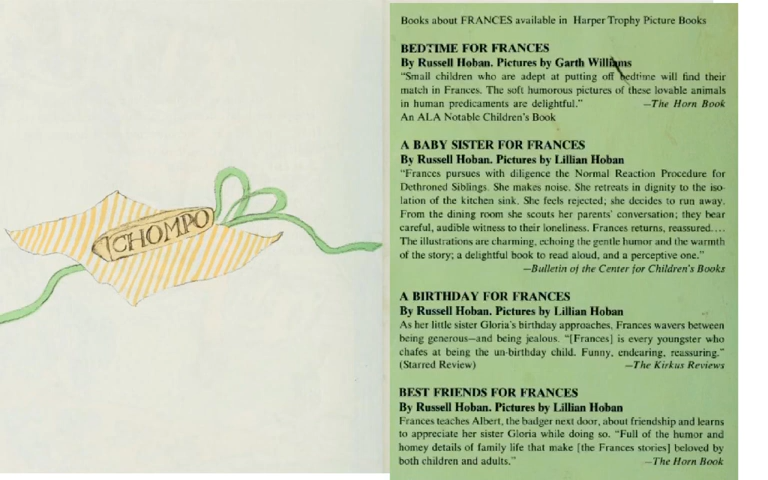 CHOMPO
Books about FRANCES available in Harper Trophy Picture Books
BEDTIME FOR FRANCES
By Russell Hoban. Pictures by Garth Williams
"Small children who are adept at putting off bedtime will find their
match in Frances. The soft humorous pictures of these lovable animals
in human predicaments are delightful." —The Horn Book
An ALA Notable Children's Book
A BABY SISTER FOR FRANCES
By Russell Hoban. Pictures by Lillian Hoban
"Frances pursues with diligence the Normal Reaction Procedure for
Dethroned Siblings. She makes noise. She retreats in dignity to the iso-
lation of the kitchen sink. She feels rejected; she decides to run away.
From the dining room she scouts her parents' conversation; they bear
careful, audible witness to their loneliness. Frances returns, reassured....
The illustrations are charming, echoing the gentle humor and the warmth
of the story; a delightful book to read aloud, and a perceptive one."
—Bulletin of the Center for Children's Books
A BIRTHDAY FOR FRANCES
By Russell Hoban. Pictures by Lillian Hoban
As her little sister Gloria's birthday approaches, Frances wavers between
being generous—and being jealous. "[Frances] is every youngster who
chafes at being the un-birthday child. Funny, endearing, reassuring."
(Starred Review) —The Kirkus Reviews
BEST FRIENDS FOR FRANCES
By Russell Hoban. Pictures by Lillian Hoban
Frances teaches Albert, the badger next door, about friendship and learns
to appreciate her sister Gloria while doing so. "Full of the humor and
homey details of family life that make [the Frances stories] beloved by
both children and adults." —The Horn Book